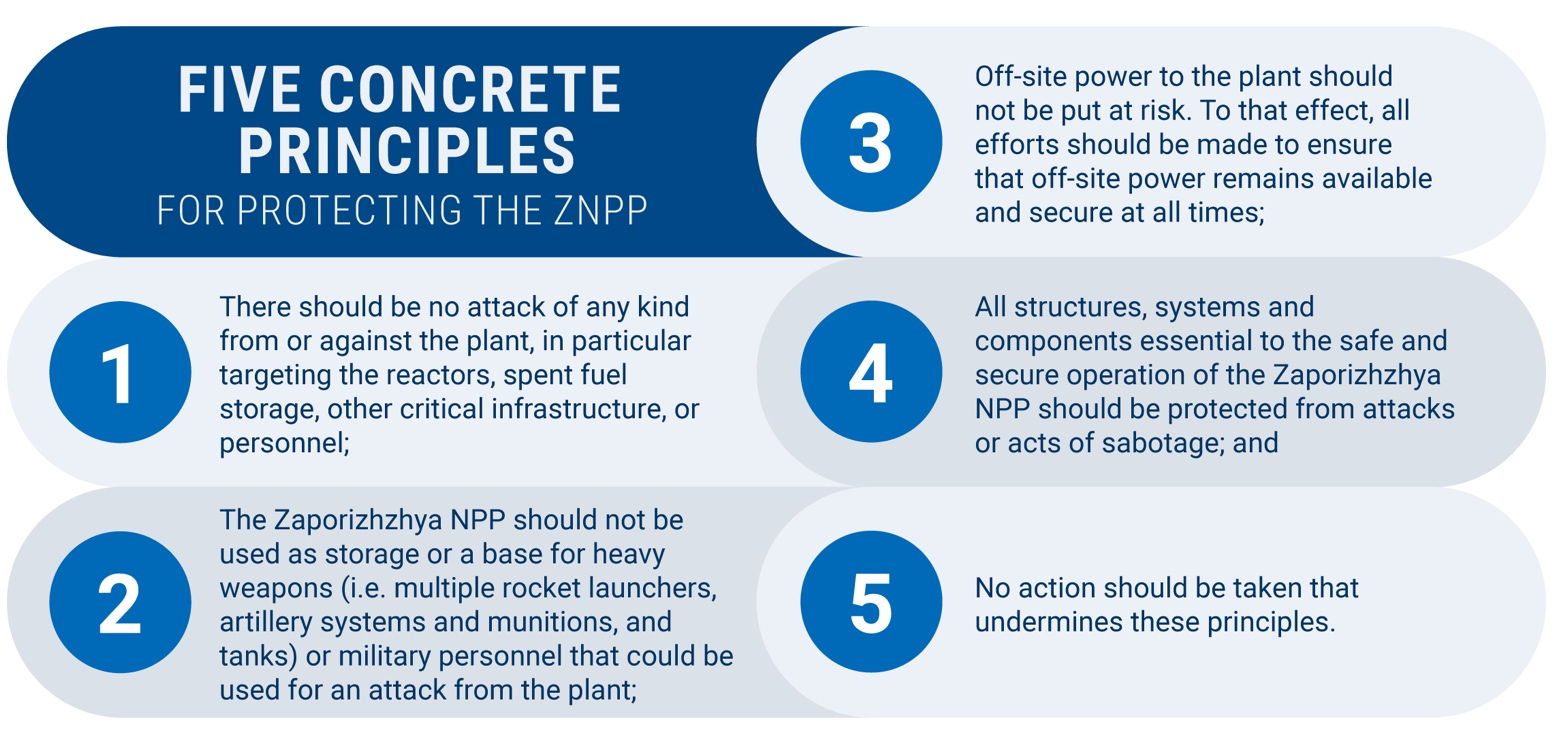 FIVE CONCRETE
PRINCIPLES
FOR PROTECTING THE ZNPP
1
There should be no attack of any kind
from or against the plant, in particular
targeting the reactors, spent fuel
storage, other critical infrastructure, or
personnel;
2
The Zaporizhzhya NPP should not be
used as storage or a base for heavy
weapons (i.e. multiple rocket launchers,
artillery systems and munitions, and
tanks) or military personnel that could be
used for an attack from the plant;
3
Off-site power to the plant should
not be put at risk. To that effect, all
efforts should be made to ensure
that off-site power remains available
and secure at all times;
4
All structures, systems and
components essential to the safe and
secure operation of the Zaporizhzhya
NPP should be protected from attacks
or acts of sabotage; and
5
No action should be taken that
undermines these principles.